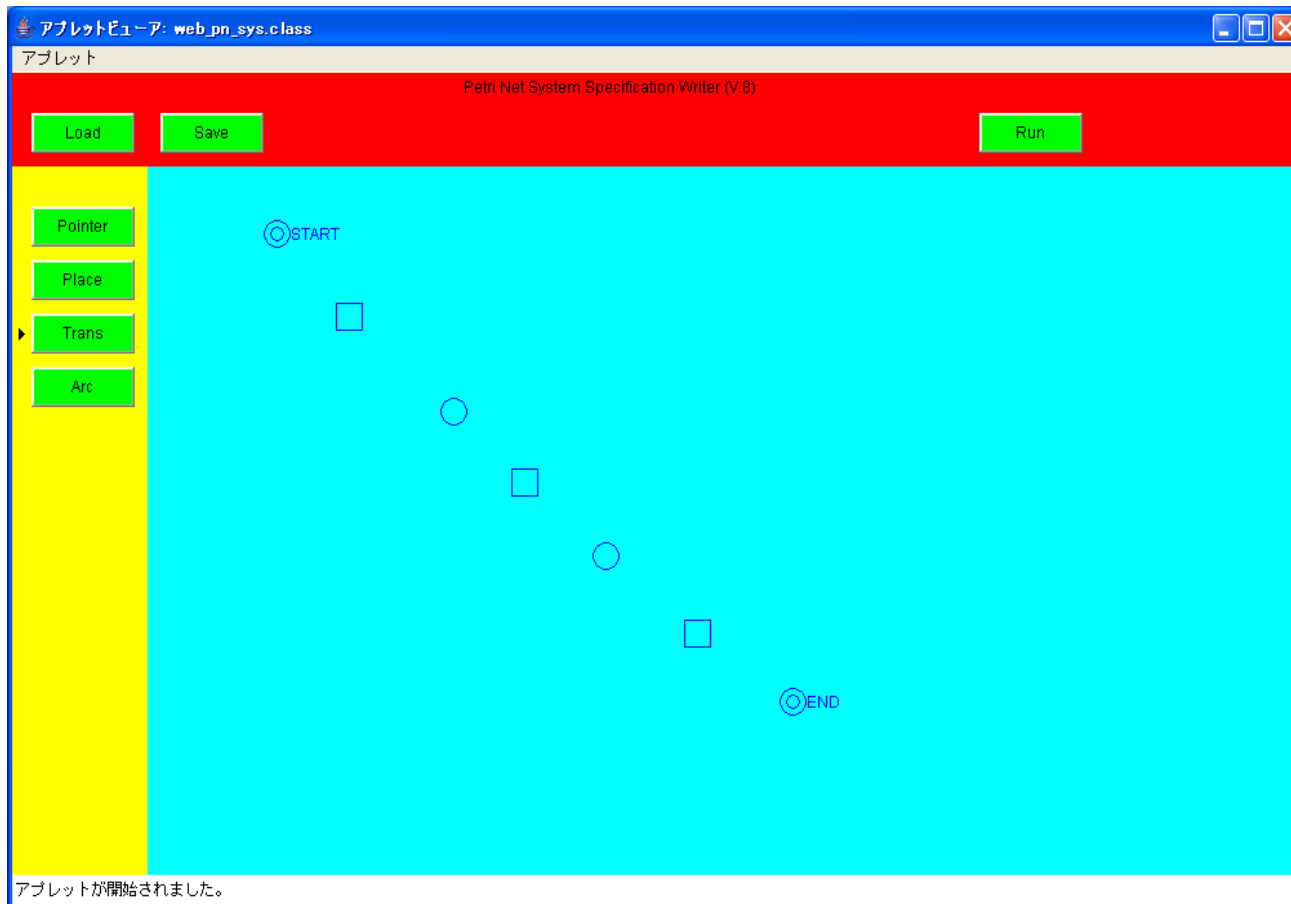 アプレットビューア: web_pn_sys.class
アプレット
Petri Net System Specification Writer (V.8)
Load Save Run
Pointer
START
Place
Trans
Arc
END
アプレットが開始されました。